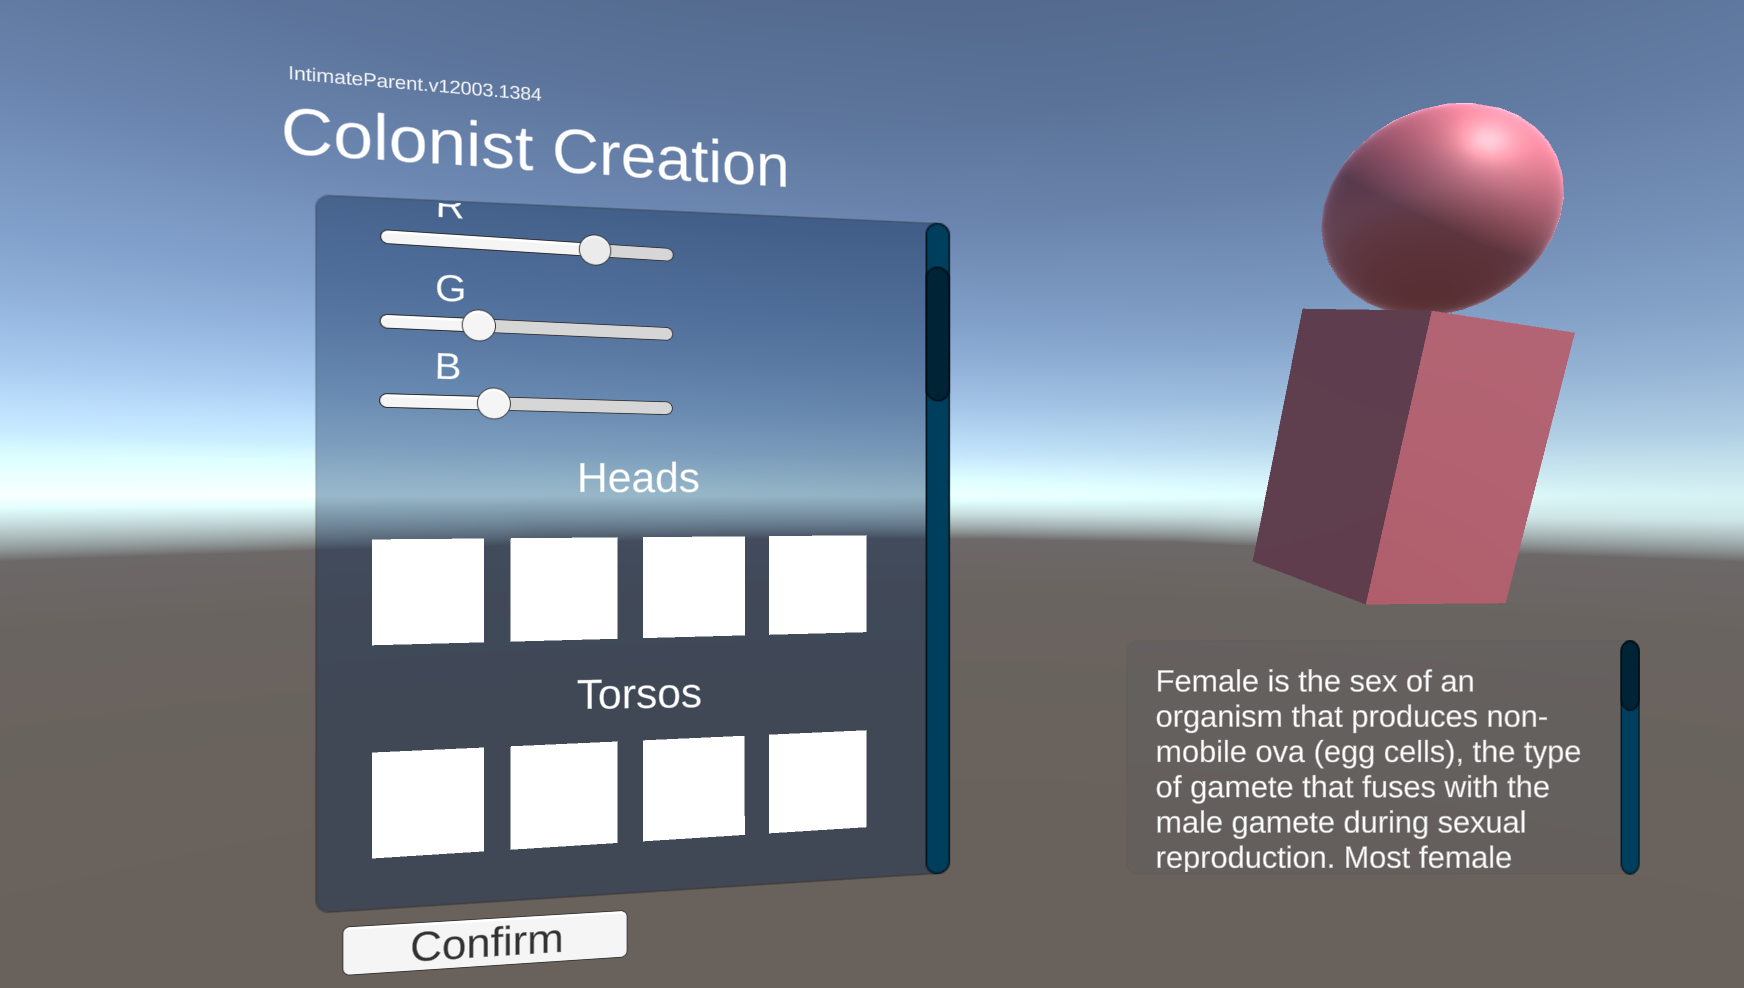 IntimateParent.v12003.1384
Colonist Creation
R
G
B
Heads
Torsos
Confirm
Female is the sex of an
organism that produces non-
mobile ova (egg cells), the type
of gamete that fuses with the
male gamete during sexual
reproduction. Most female